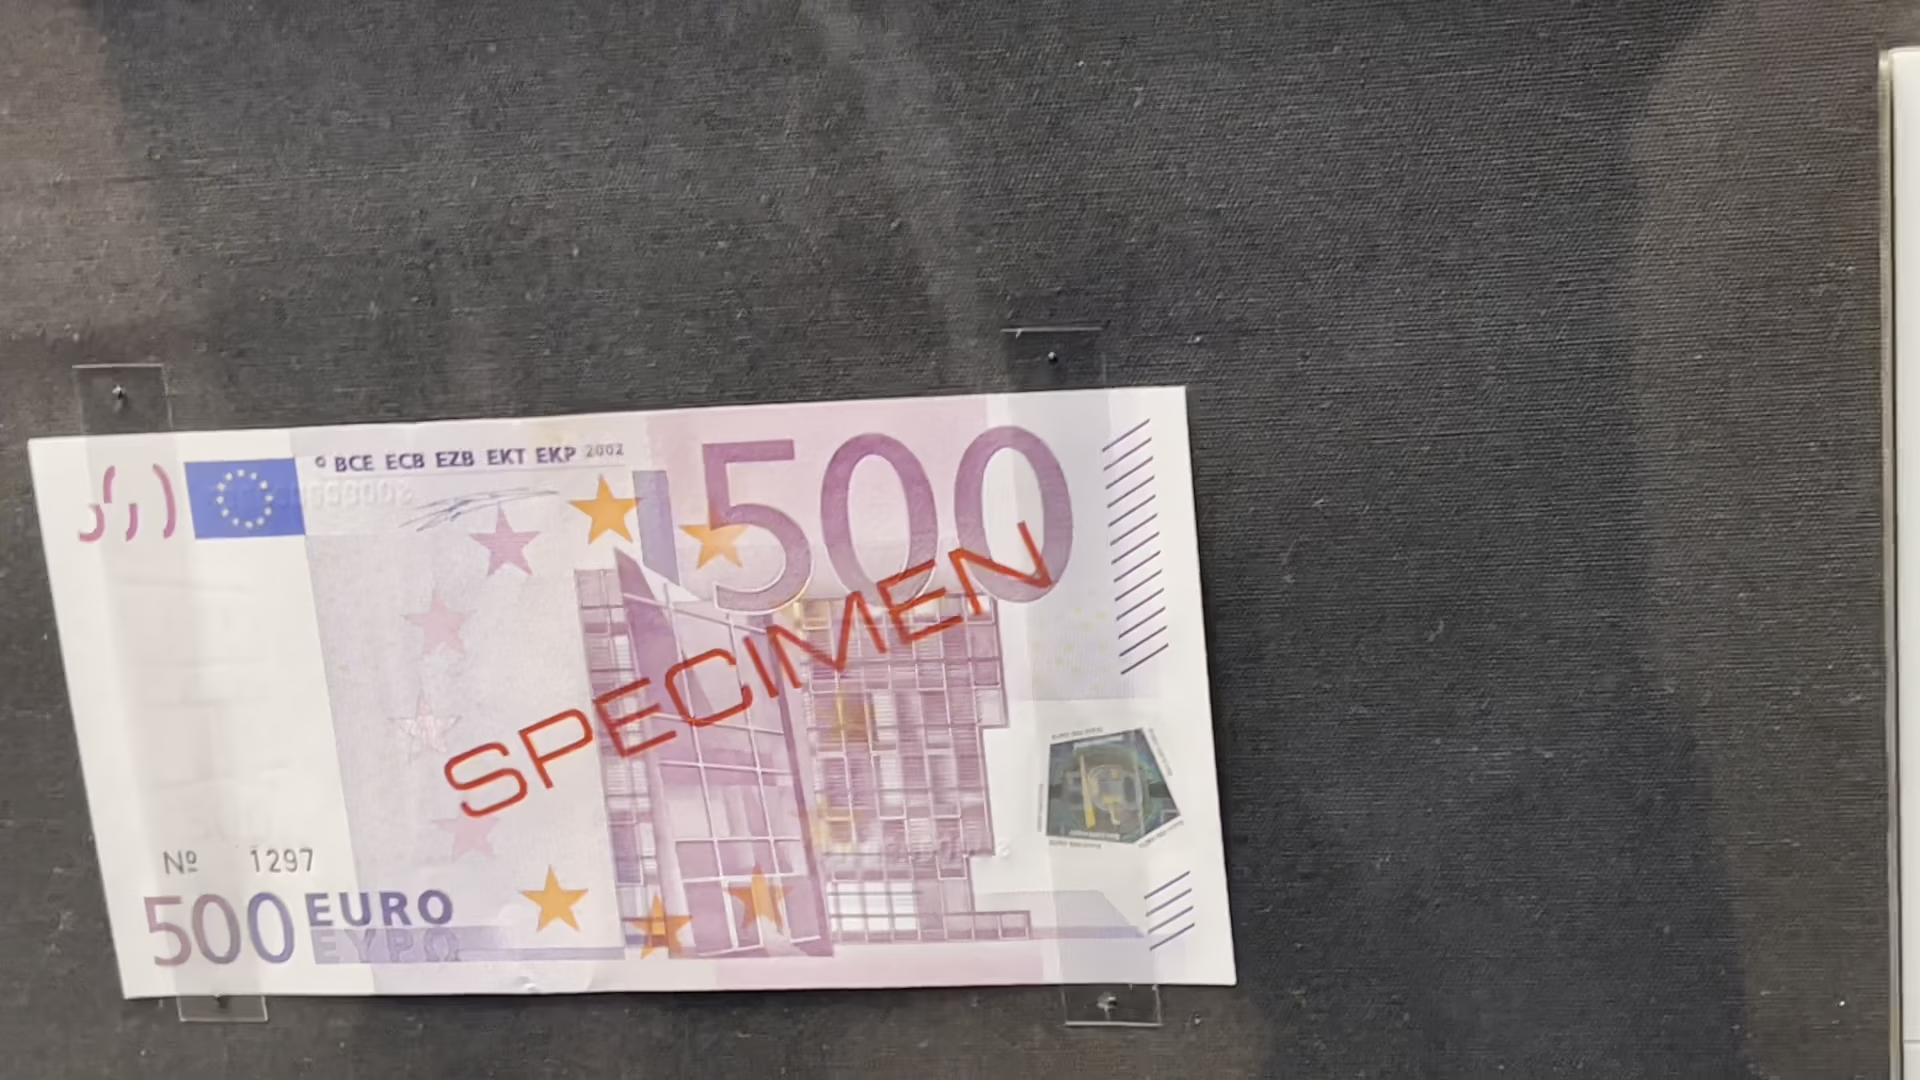 © BCE ECB EZB EKT EKP 2002
500
SPECIMEN
Nº 1297
500 EURO
ΕΥΡΩ